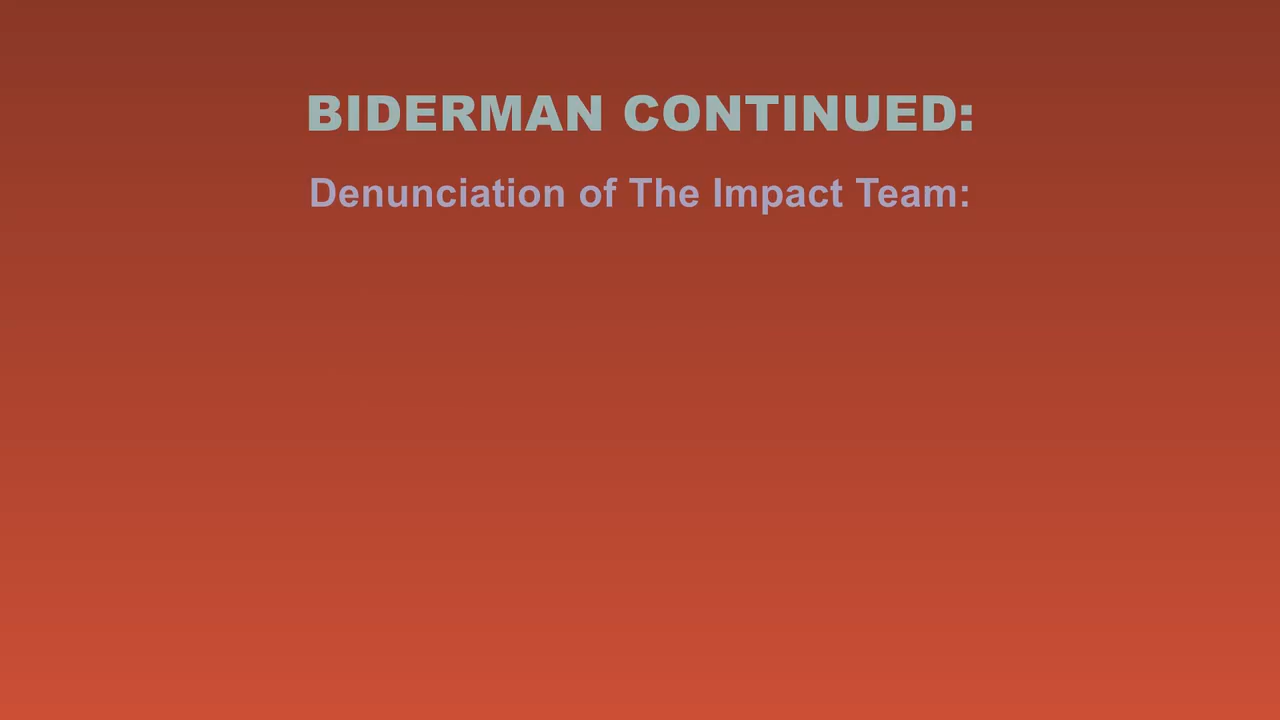 BIDERMAN CONTINUED:
Denunciation of The Impact Team: